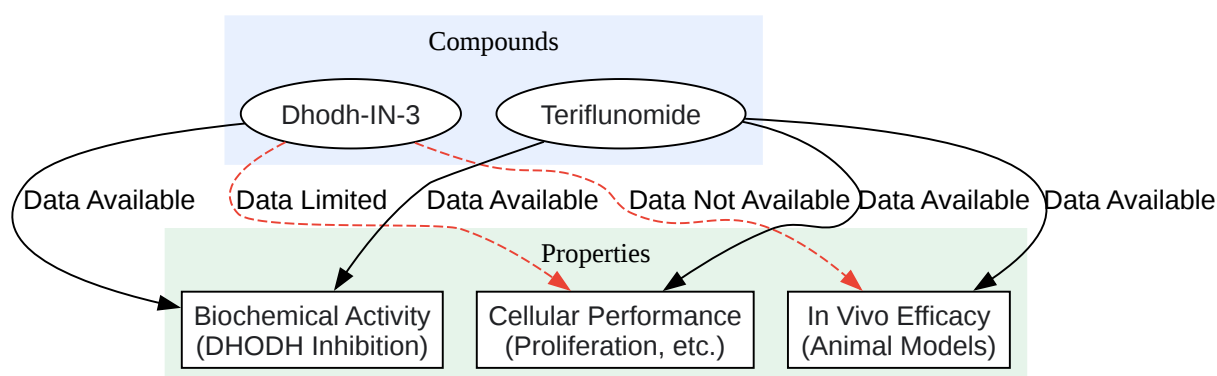 Compounds
Dhodh-IN-3
Teriflunomide
Data Available
Data Limited
Data Available
Data Not Available
Data Available
Data Available
Properties
Biochemical Activity
(DHODH Inhibition)
Cellular Performance
(Proliferation, etc.)
In Vivo Efficacy
(Animal Models)